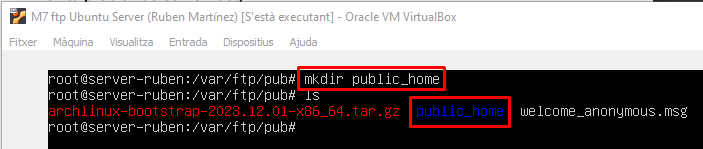 M7 ftp Ubuntu Server (Ruben Martínez) [S'està executant] - Oracle VM VirtualBox
Fitxer Màquina Visualitza Entrada Dispositius Ajuda
root@server-ruben:/var/ftp/pub# mkdir public_home
root@server-ruben:/var/ftp/pub# ls
archlinux-bootstrap-2023.12.01-x86_64.tar.gz public_home welcome_anonymous.msg
root@server-ruben:/var/ftp/pub#